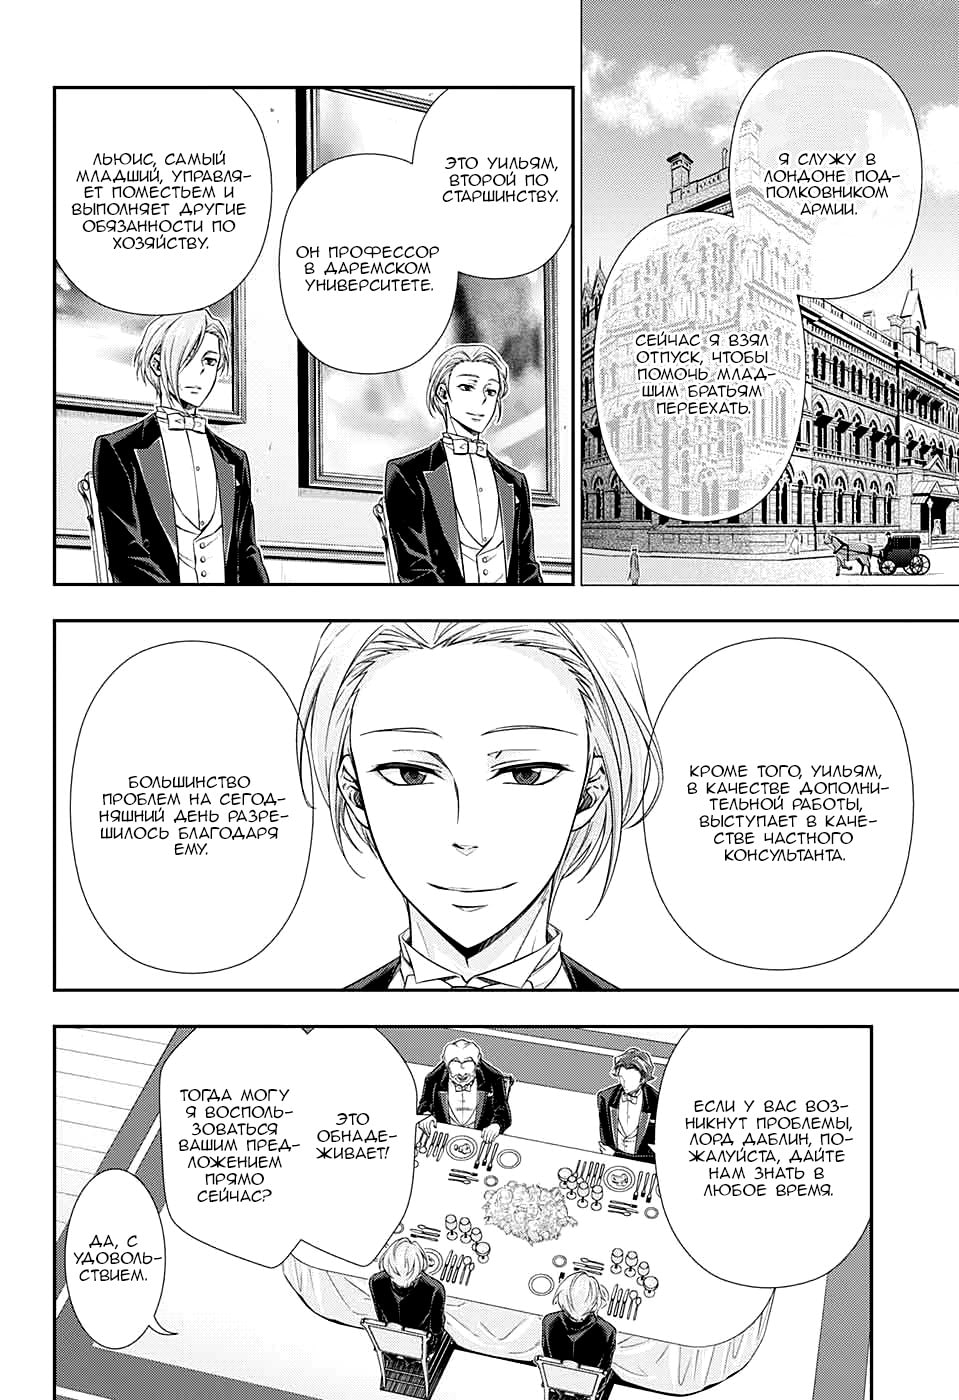 Я СЛУЖУ В
ЛОНДОНЕ ПОД-
ПОЛКОВНИКОМ
АРМИИ.
СЕЙЧАС Я ВЗЯЛ
ОТПУСК, ЧТОБЫ
ПОМОЧЬ МЛАД-
ШИМ БРАТЬЯМ
ПЕРЕЕХАТЬ.
ЭТО УИЛЬЯМ,
ВТОРОЙ ПО
СТАРШИНСТВУ.
ОН ПРОФЕССОР
В ДАРЕМСКОМ
УНИВЕРСИТЕТЕ.
ЛЬЮИС, САМЫЙ
МЛАДШИЙ, УПРАВЛЯ-
ЕТ ПОМЕСТЬЕМ И
ВЫПОЛНЯЕТ ДРУГИЕ
ОБЯЗАННОСТИ ПО
ХОЗЯЙСТВУ.
КРОМЕ ТОГО, УИЛЬЯМ,
В КАЧЕСТВЕ ДОПОЛНИ-
ТЕЛЬНОЙ РАБОТЫ,
ВЫСТУПАЕТ В КАЧЕ-
СТВЕ ЧАСТНОГО
КОНСУЛЬТАНТА.
БОЛЬШИНСТВО
ПРОБЛЕМ НА СЕГОД-
НЯШНИЙ ДЕНЬ РАЗРЕ-
ШИЛОСЬ БЛАГОДАРЯ
ЕМУ.
ЕСЛИ У ВАС ВОЗ-
НИКНУТ ПРОБЛЕМЫ,
ЛОРД ДАБЛИН, ПО-
ЖАЛУЙСТА, ДАЙТЕ
НАМ ЗНАТЬ В
ЛЮБОЕ ВРЕМЯ.
ЭТО
ОБНАДЕ-
ЖИВАЕТ!
ТОГДА МОГУ
Я ВОСПОЛЬ-
ЗОВАТЬСЯ
ВАШИМ ПРЕД-
ЛОЖЕНИЕМ
ПРЯМО
СЕЙЧАС?
ДА, С
УДОВОЛЬ-
СТВИЕМ.